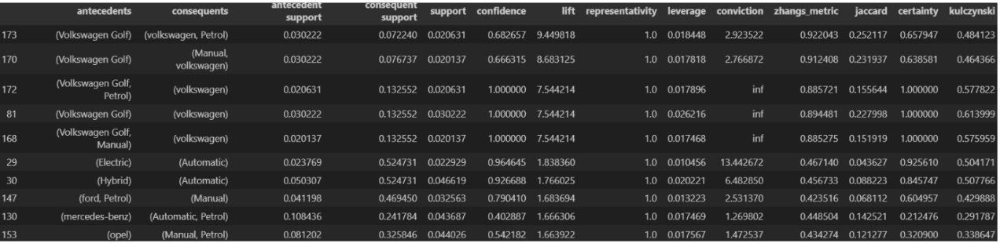 antecedents consequents antecedent support consequent support support confidence lift representativity leverage conviction zhangs_metric jaccard certainty kulczynski
173 (Volkswagen Golf) (volkswagen, Petrol) 0.030222 0.072240 0.020631 0.682657 9.449818 1.0 0.018448 2.923522 0.922043 0.252117 0.657947 0.484123
170 (Volkswagen Golf) (Manual, volkswagen) 0.030222 0.076737 0.020137 0.666315 8.683125 1.0 0.017818 2.766872 0.912408 0.231937 0.638581 0.464366
172 (Volkswagen Golf, Petrol) (volkswagen) 0.020631 0.132552 0.020631 1.000000 7.544214 1.0 0.017896 inf 0.885721 0.155644 1.000000 0.577822
81 (Volkswagen Golf) (volkswagen) 0.030222 0.132552 0.030222 1.000000 7.544214 1.0 0.026216 inf 0.894481 0.227998 1.000000 0.613999
168 (Volkswagen Golf, Manual) (volkswagen) 0.020137 0.132552 0.020137 1.000000 7.544214 1.0 0.017468 inf 0.885275 0.151919 1.000000 0.575959
29 (Electric) (Automatic) 0.023769 0.524731 0.022929 0.964645 1.838360 1.0 0.010456 13.442672 0.467140 0.043627 0.925610 0.504171
30 (Hybrid) (Automatic) 0.050307 0.524731 0.046619 0.926688 1.766025 1.0 0.020221 6.482850 0.456733 0.088223 0.845747 0.507766
147 (ford, Petrol) (Manual) 0.041198 0.469450 0.032563 0.790410 1.683694 1.0 0.013223 2.531370 0.423516 0.068112 0.604957 0.429888
130 (mercedes-benz) (Automatic, Petrol) 0.108436 0.241784 0.043687 0.402887 1.666306 1.0 0.017469 1.269802 0.448504 0.142521 0.212476 0.291787
153 (opel) (Manual, Petrol) 0.081202 0.325846 0.044026 0.542182 1.663922 1.0 0.017567 1.472537 0.434274 0.121277 0.320900 0.338647